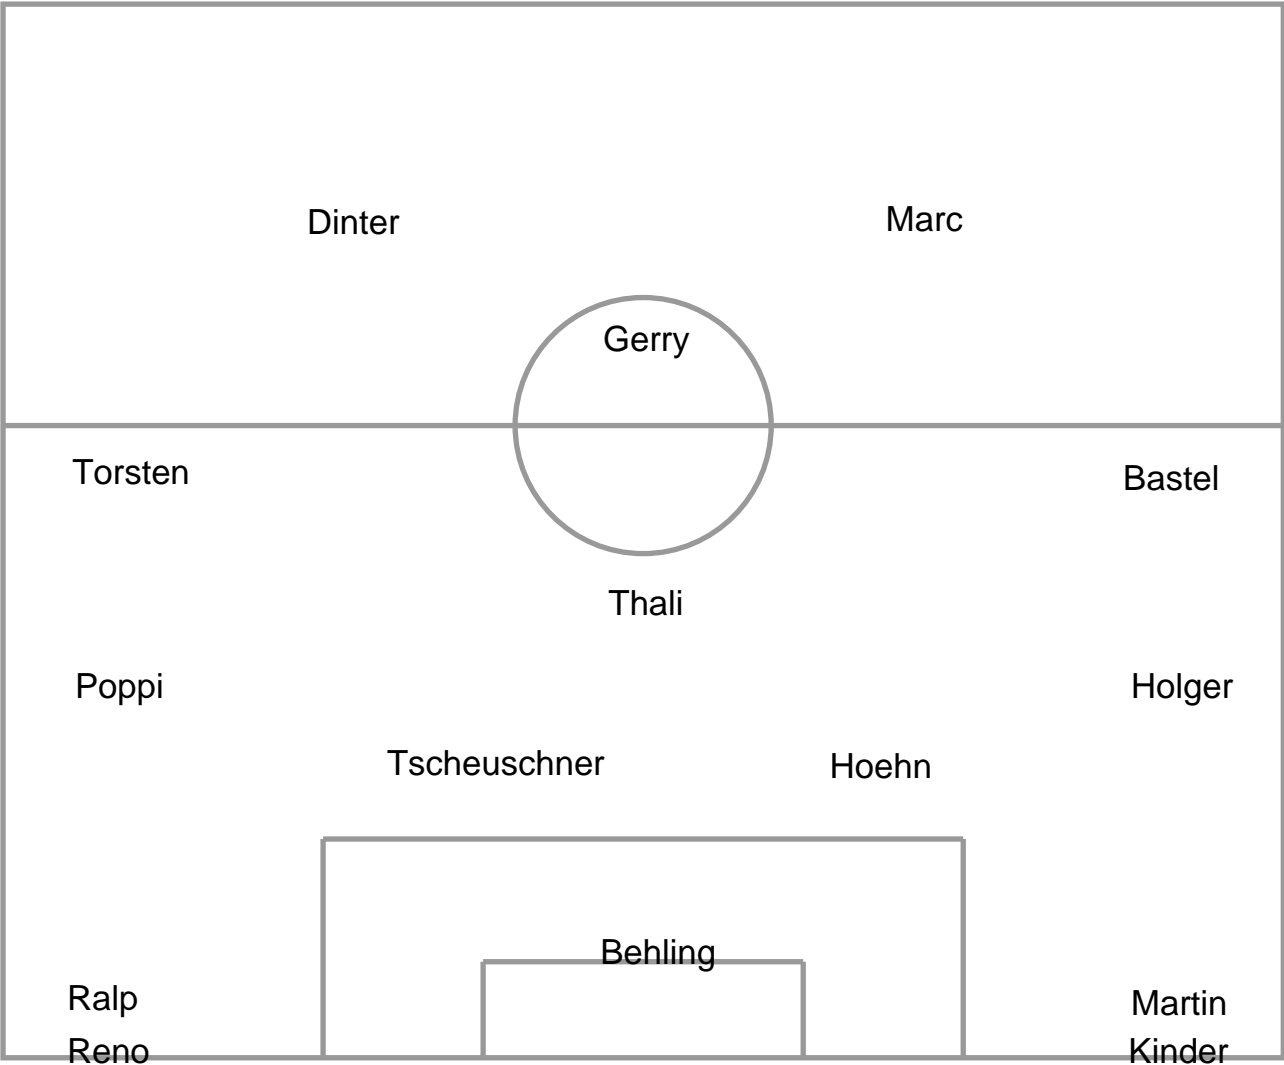 Dinter
Marc
Gerry
Torsten
Bastel
Thali
Poppi
Holger
Tscheuschner
Hoehn
Behling
Ralp
Martin
Reno
Kinder